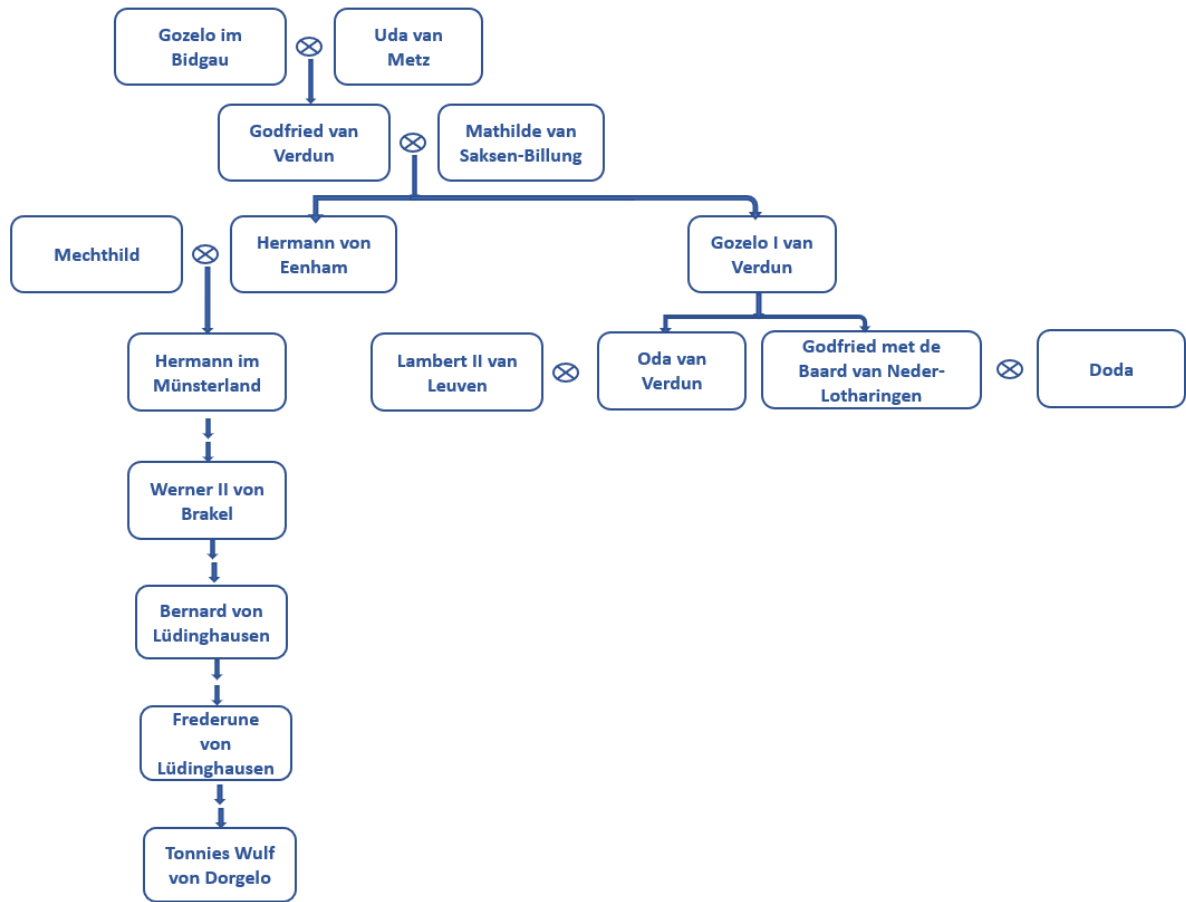 Gozelo im
Bidgau
Uda van
Metz
Godfried van
Verdun
Mathilde van
Saksen-Billung
Mechthild
Hermann von
Eenham
Gozelo I van
Verdun
Hermann im
Münsterland
Lambert II van
Leuven
Oda van
Verdun
Godfried met de
Baard van Neder-
Lotharingen
Doda
Werner II von
Brakel
Bernard von
Lüdinghausen
Frederune
von
Lüdinghausen
Tonnies Wulf
von Dorgelo